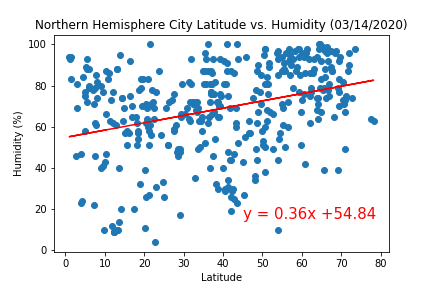 Northern Hemisphere City Latitude vs. Humidity (03/14/2020)
100
80
60
40
20
0
Humidity (%)
y = 0.36x +54.84
0 10 20 30 40 50 60 70 80
Latitude